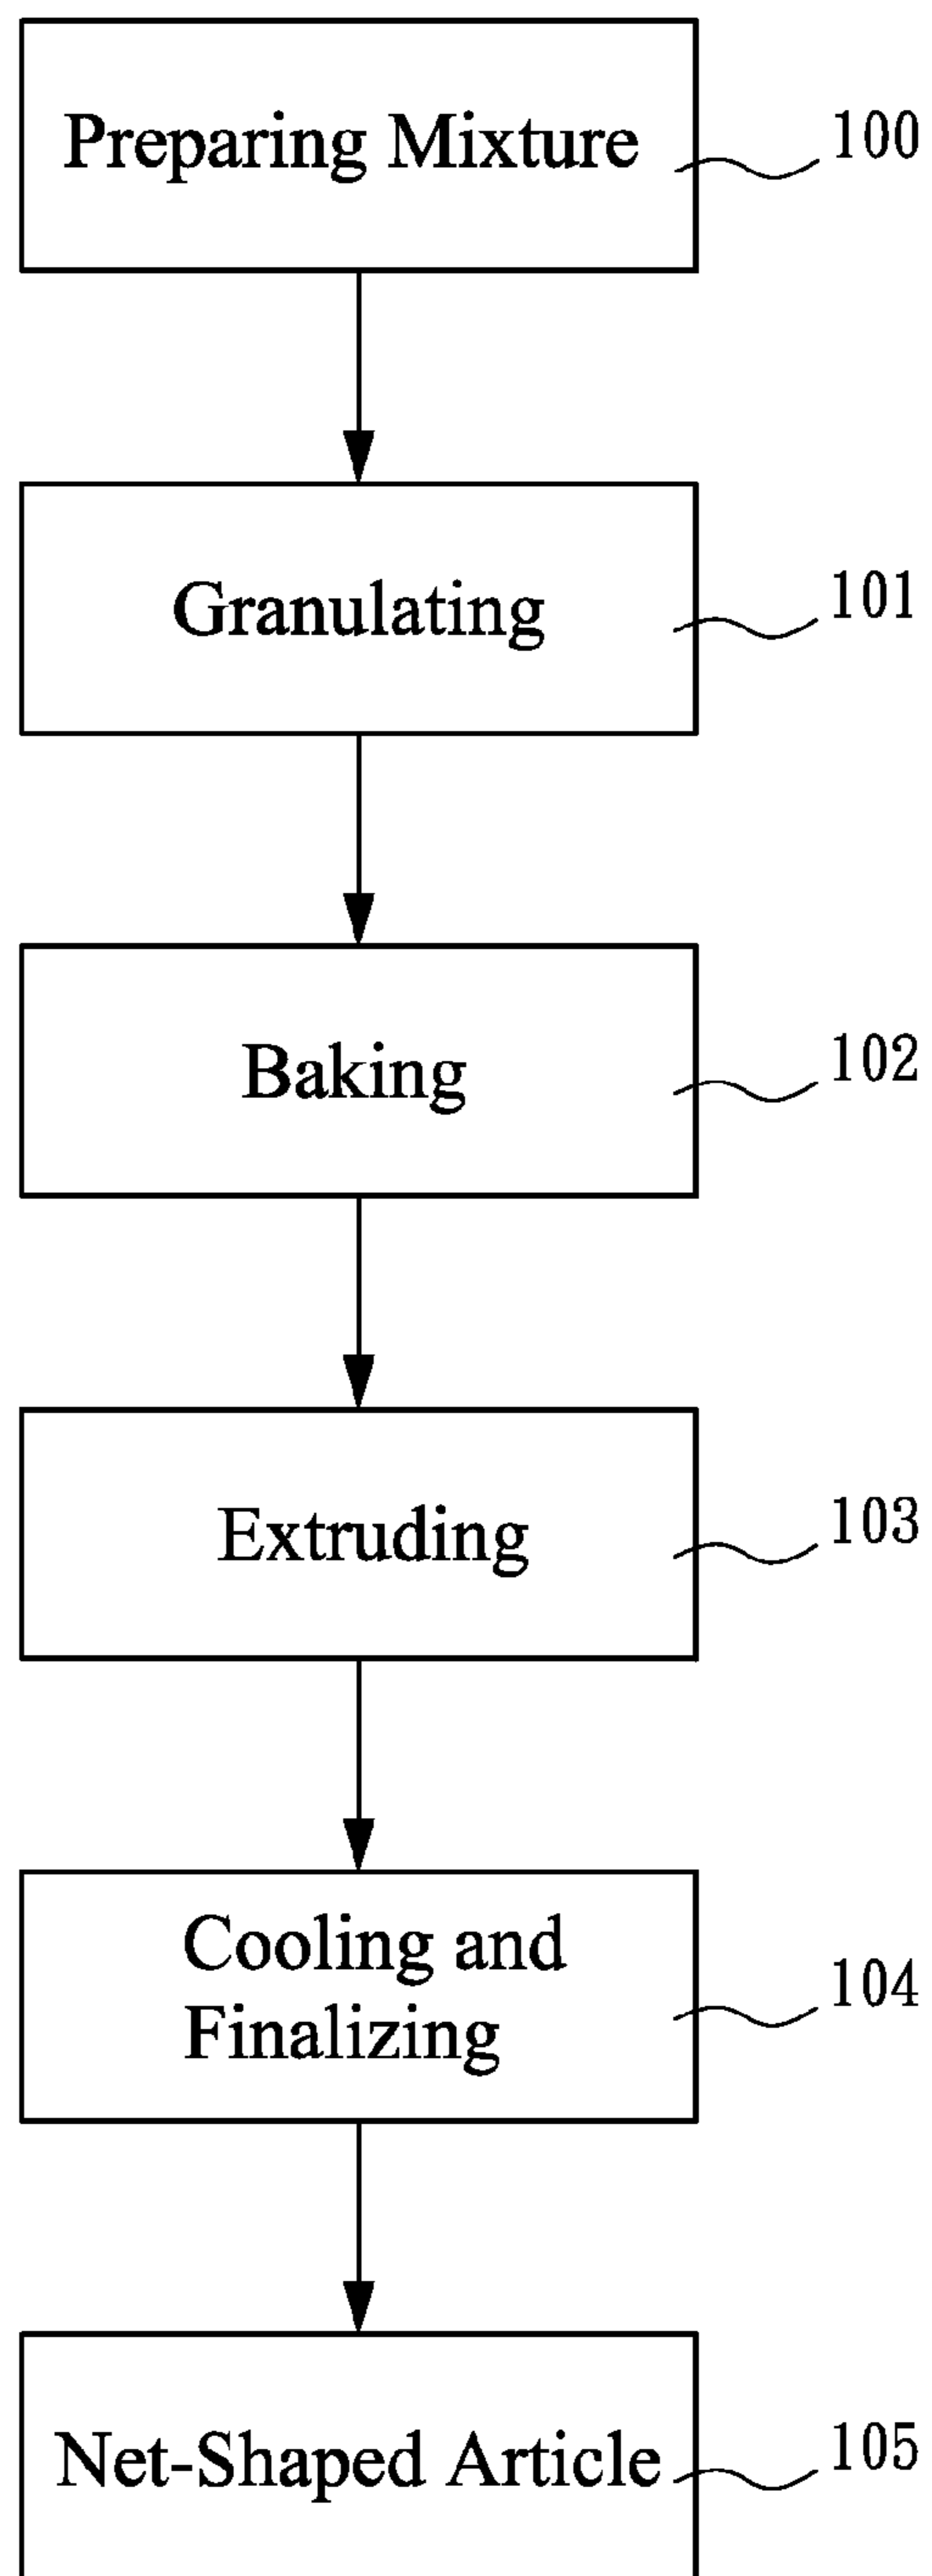 Preparing Mixture
100
Granulating
101
Baking
102
Extruding
103
Cooling and
Finalizing
104
Net-Shaped Article
105